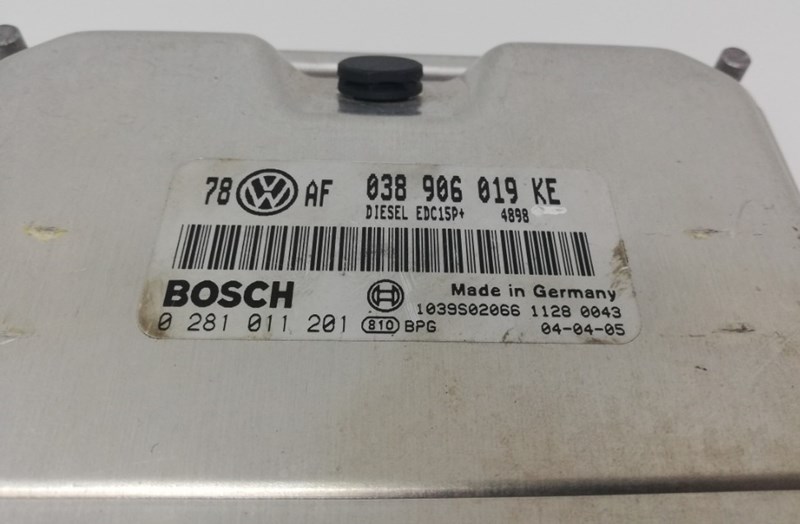 78 VW AF 038 906 019 KE
DIESEL EDC15P+ 4898
BOSCH Made in Germany
1039S02066 1128 0043
0 281 011 201 810 BPG 04-04-05